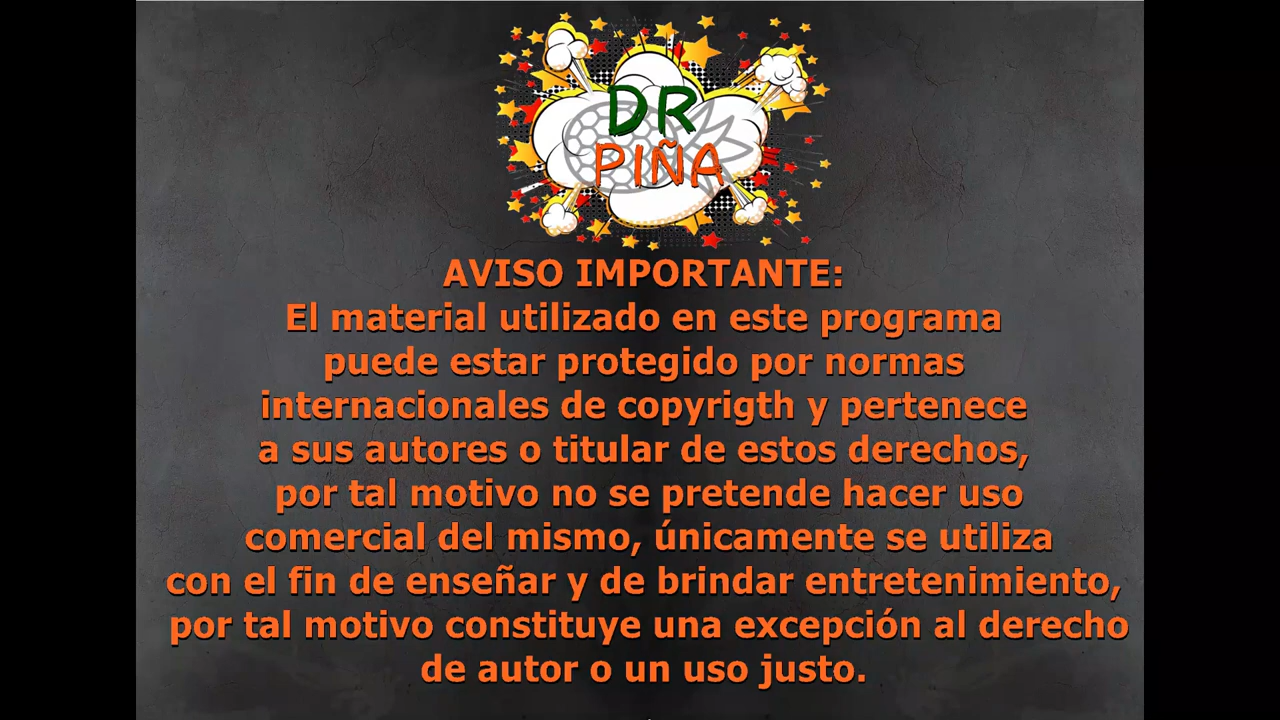 DR
PIÑA
AVISO IMPORTANTE:
El material utilizado en este programa
puede estar protegido por normas
internacionales de copyrigth y pertenece
a sus autores o titular de estos derechos,
por tal motivo no se pretende hacer uso
comercial del mismo, únicamente se utiliza
con el fin de enseñar y de brindar entretenimiento,
por tal motivo constituye una excepción al derecho
de autor o un uso justo.